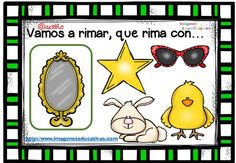 Vamos a rimar, que rima con...
https://www.imageneseducativas.com/